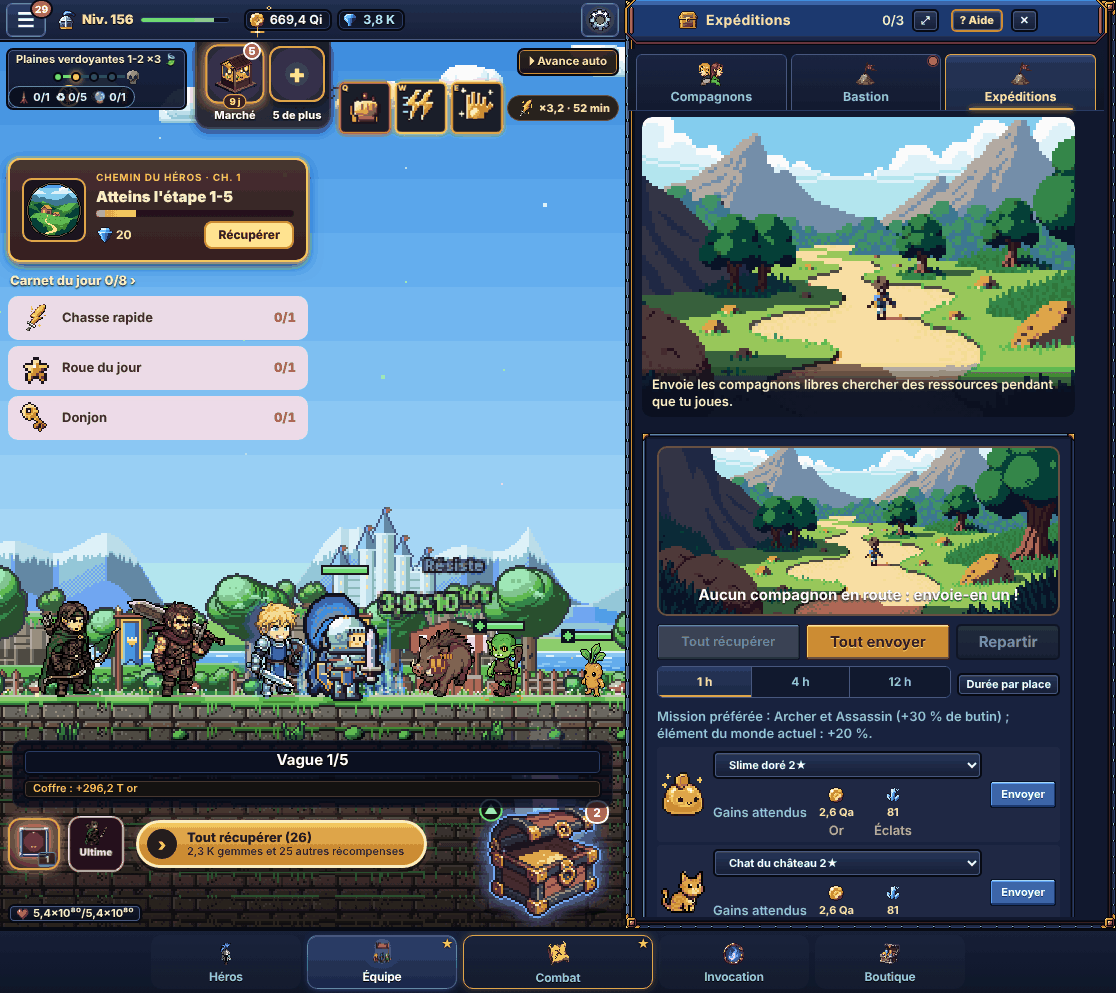 29
Niv. 156
669,4 Qi
3,8 K
Plaines verdoyantes 1-2 ×3
0/1
0/5
0/1
5
9 j
Marché
5 de plus
Q
W
E
Avance auto
×3,2 · 52 min
CHEMIN DU HÉROS · CH. 1
Atteins l'étape 1-5
20
Récupérer
Carnet du jour 0/8 ›
Chasse rapide 0/1
Roue du jour 0/1
Donjon 0/1
Résiste
Vague 1/5
Coffre : +296,2 T or
1
Ultime
Tout récupérer (26)
2,3 K gemmes et 25 autres récompenses
2
5,4×10⁸⁰/5,4×10⁸⁰
Expéditions
0/3
? Aide
Compagnons
Bastion
Expéditions
Envoie les compagnons libres chercher des ressources pendant
que tu joues.
Aucun compagnon en route : envoie-en un !
Tout récupérer
Tout envoyer
Repartir
1 h
4 h
12 h
Durée par place
Mission préférée : Archer et Assassin (+30 % de butin) ;
élément du monde actuel : +20 %.
Slime doré 2★
Gains attendus
2,6 Qa
Or
81
Éclats
Envoyer
Chat du château 2★
Gains attendus
2,6 Qa
81
Envoyer
Héros
Équipe
Combat
Invocation
Boutique